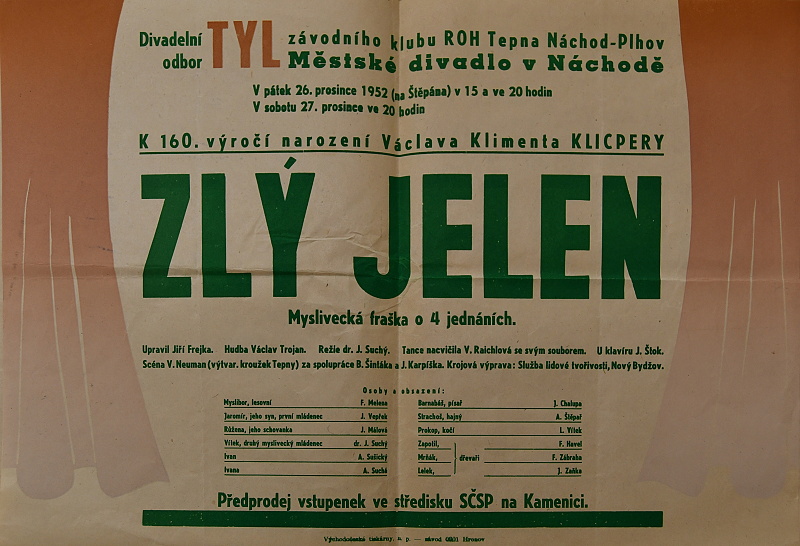 Divadelní odbor TYL závodního klubu ROH Tepna Náchod-Plhov
Městské divadlo v Náchodě
V pátek 26. prosince 1952 (na Štěpána) v 15 a ve 20 hodin
V sobotu 27. prosince ve 20 hodin
K 160. výročí narození Václava Klimenta KLICPERY
ZLÝ JELEN
Myslivecká fraška o 4 jednáních.
Upravil Jiří Frejka. Hudba Václav Trojan. Režie dr. J. Suchý. Tance nacvičila V. Raichlová se svým souborem. U klavíru J. Štok.
Scéna V. Neuman (výtvar. kroužek Tepny) za spolupráce B. Šintáka a J. Karpíška. Krojová výprava: Služba lidové tvořivosti, Nový Bydžov.
Osoby a obsazení:
Myslibor, lesovní F. Melesa
Jaromír, jeho syn, první mládenec J. Vepřek
Růžena, jeho schovanka J. Málová
Vítek, druhý myslivecký mládenec dr. J. Suchý
Ivan A. Sušický
Ivana A. Suchá
Barnabáš, písař J. Chalupa
Strachoš, hajný A. Štěpař
Prokop, kočí L. Vítek
Zapotil, F. Havel
Mrňák, dřevaři F. Zábraha
Lelek, J. Zaňka
Předprodej vstupenek ve středisku SČSP na Kamenici.
Východočeské tiskárny, n. p. — závod 0931 Hronov